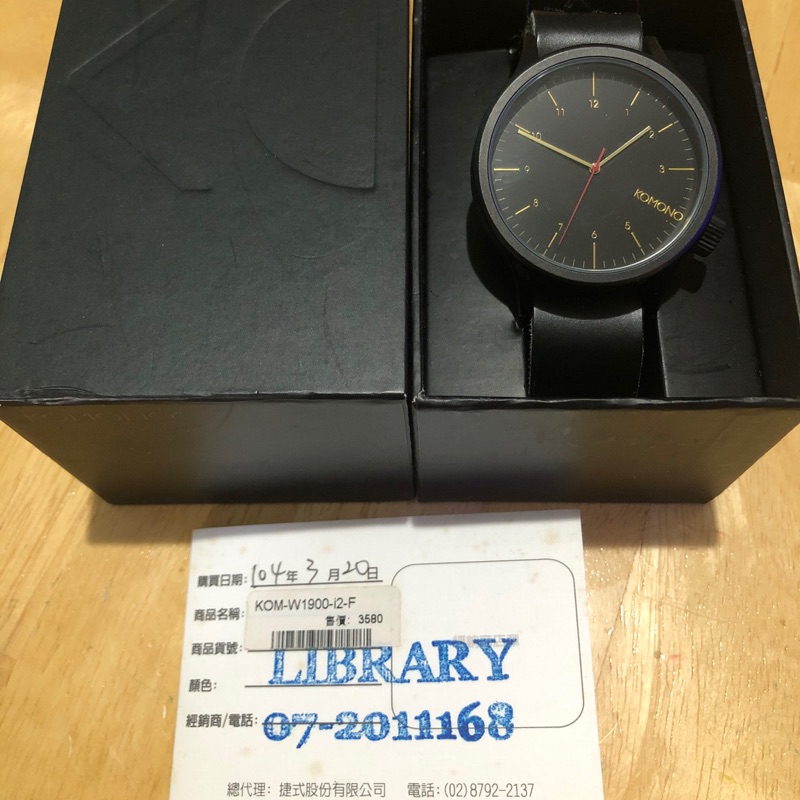 12
1
2
3
5
6
7
8
9
10
11
KOMONO
購買日期:104年3月20日
商品名稱:
KOM-W1900-i2-F
售價: 3580
商品貨號:
顏色:
經銷商/電話:
LIBRARY
07-2011168
總代理: 捷式股份有限公司 電話:(02)8792-2137